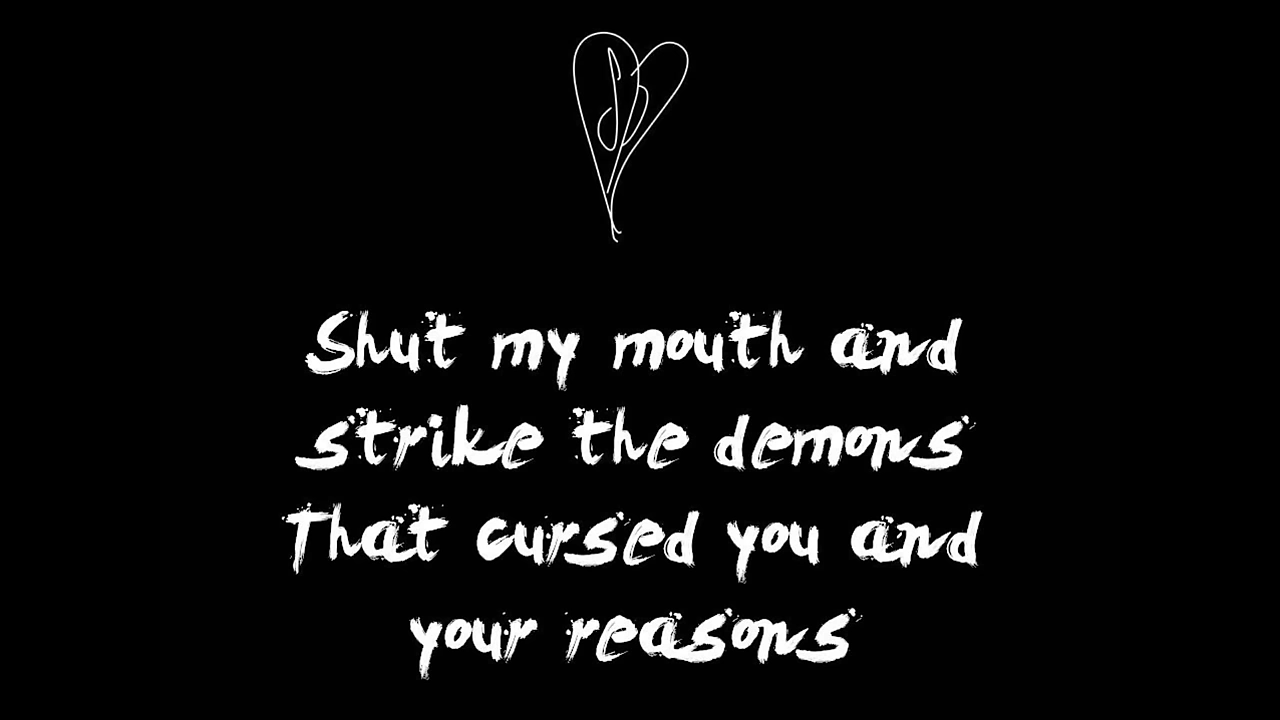 Shut my mouth and
strike the demons
That cursed you and
your reasons